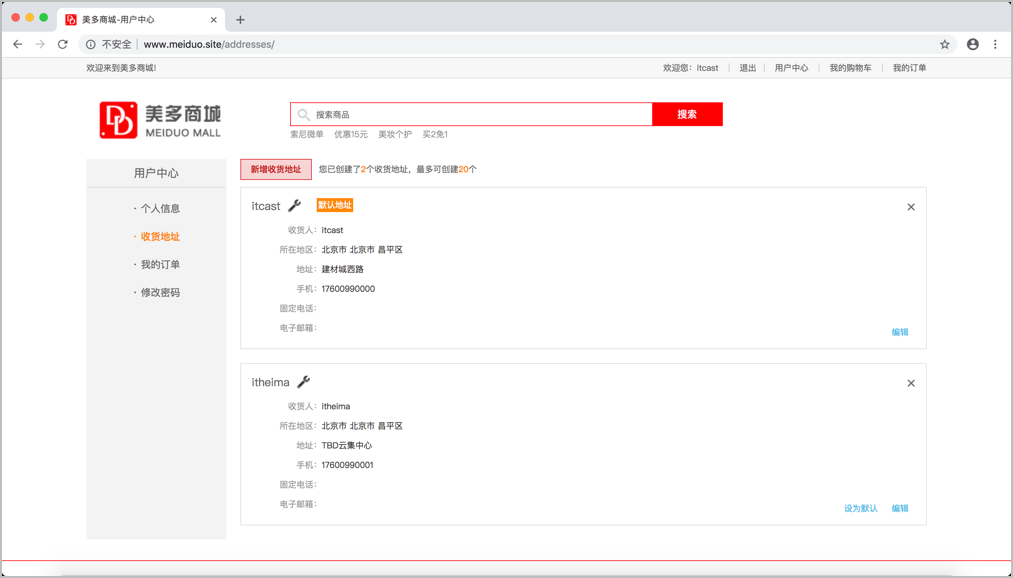 美多商城-用户中心
不安全 www.meiduo.site/addresses/
欢迎来到美多商城!
欢迎您：itcast 退出 用户中心 我的购物车 我的订单
美多商城
MEIDUO MALL
搜索商品 搜索
索尼微单 优惠15元 美妆个护 买2免1
用户中心
· 个人信息
· 收货地址
· 我的订单
· 修改密码
新增收货地址 您已创建了2个收货地址，最多可创建20个
itcast 默认地址
收货人： itcast
所在地区： 北京市 北京市 昌平区
地址： 建材城西路
手机： 17600990000
固定电话：
电子邮箱：
编辑
itheima
收货人： itheima
所在地区： 北京市 北京市 昌平区
地址： TBD云集中心
手机： 17600990001
固定电话：
电子邮箱：
设为默认 编辑